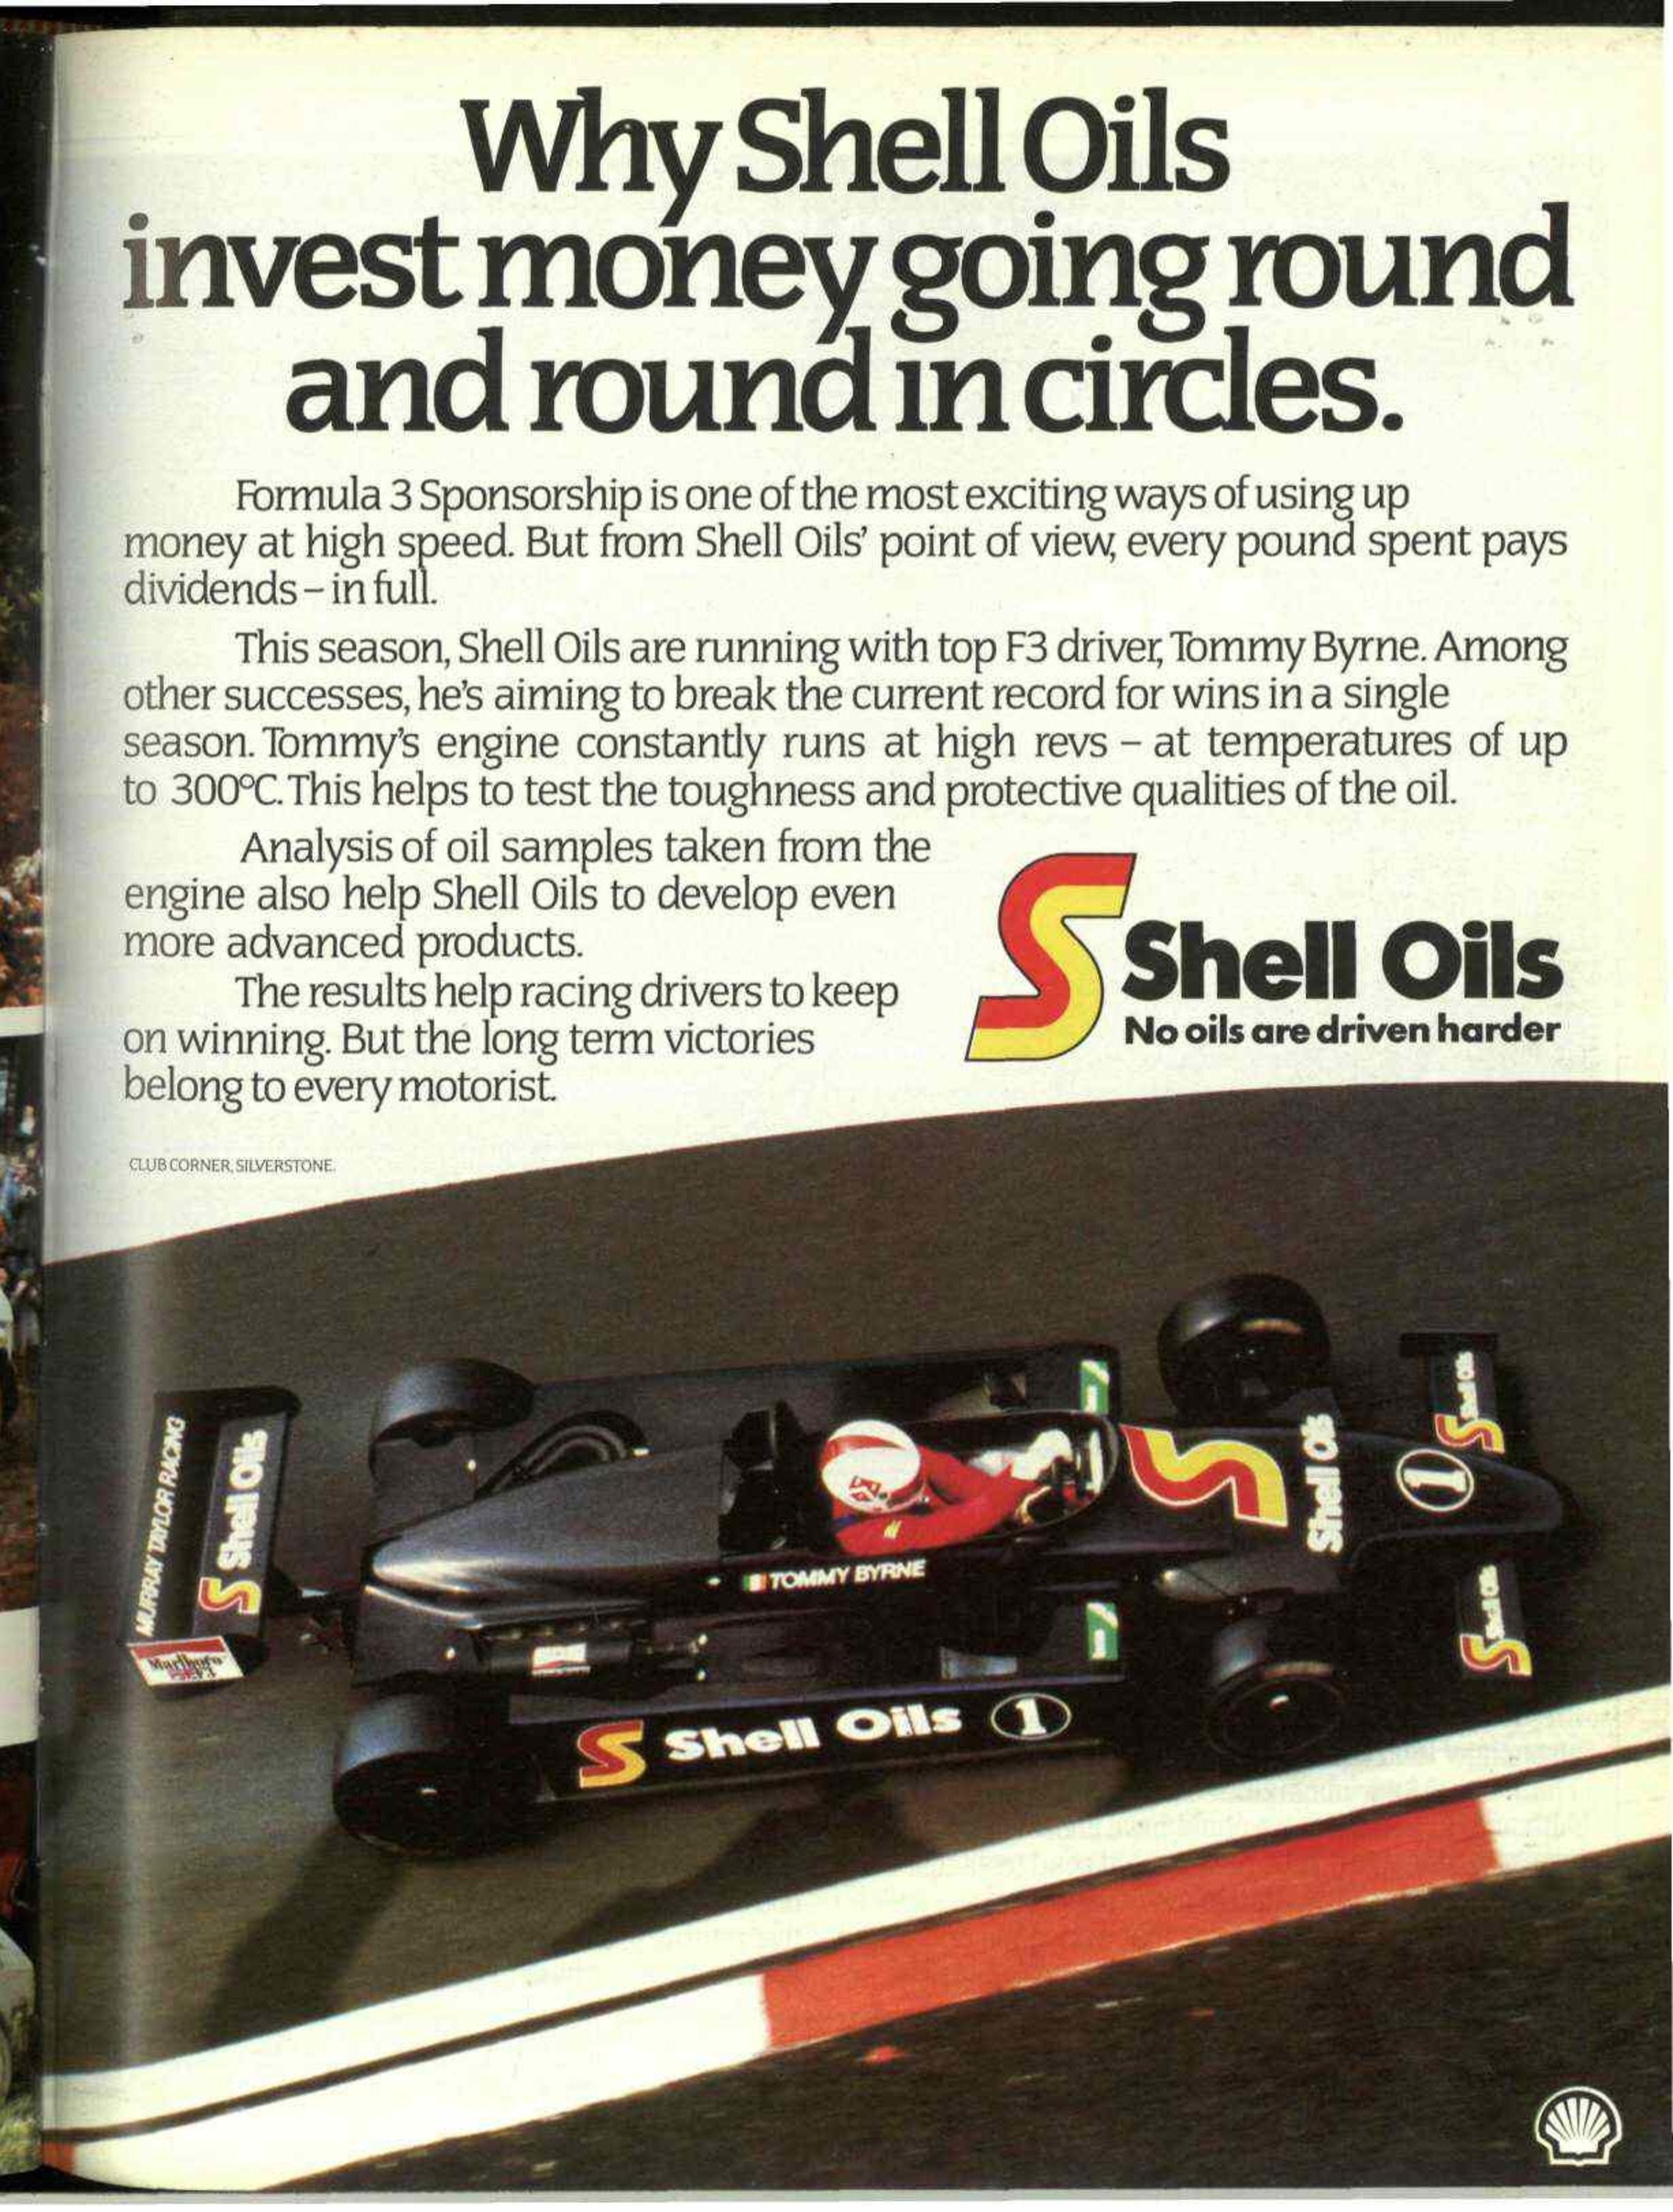 Why Shell Oils
invest money going round
and round in circles.
Formula 3 Sponsorship is one of the most exciting ways of using up
money at high speed. But from Shell Oils' point of view, every pound spent pays
dividends – in full.
This season, Shell Oils are running with top F3 driver, Tommy Byrne. Among
other successes, he's aiming to break the current record for wins in a single
season. Tommy's engine constantly runs at high revs – at temperatures of up
to 300°C. This helps to test the toughness and protective qualities of the oil.
Analysis of oil samples taken from the
engine also help Shell Oils to develop even
more advanced products.
The results help racing drivers to keep
on winning. But the long term victories
belong to every motorist.
Shell Oils
No oils are driven harder
CLUB CORNER, SILVERSTONE.
MURRAY TAYLOR RACING
Shell Oils
Marlboro
TOMMY BYRNE
Shell Oils 1
Shell Oils
1
Shell Oils
Shell Oils